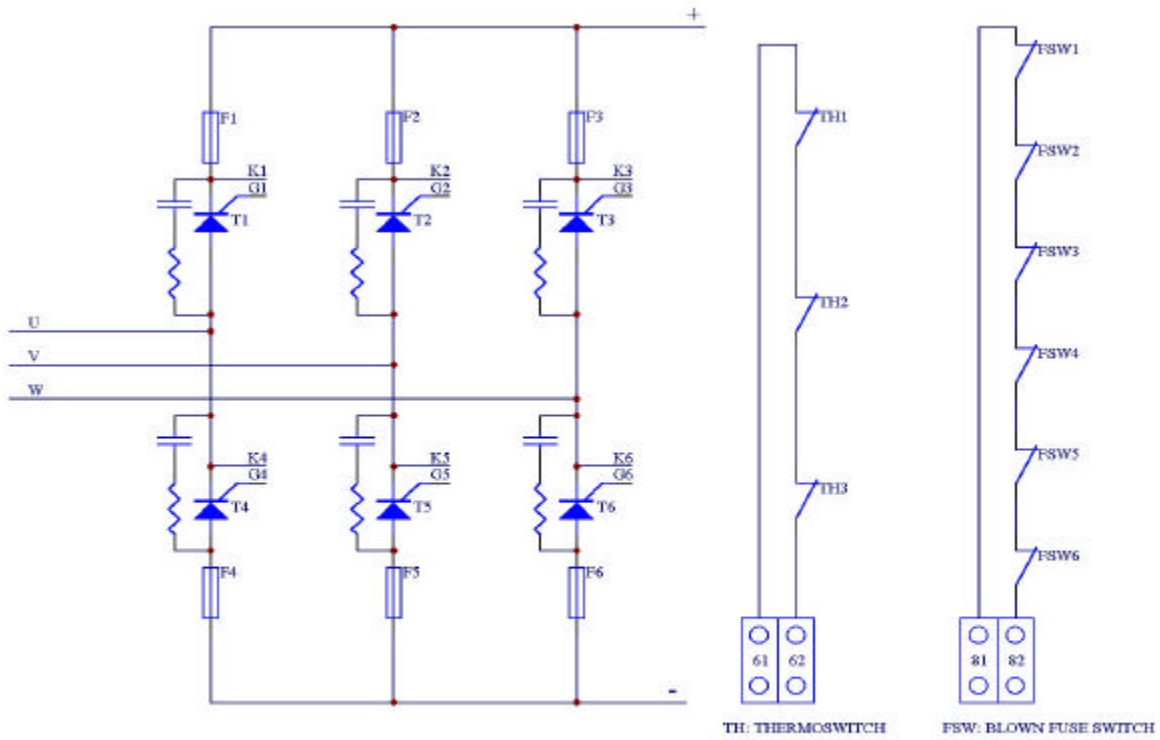 +
F1 F2 F3
K1 K2 K3
G1 G2 G3
T1 T2 T3
U
V
W
K4 K5 K6
G4 G5 G6
T4 T5 T6
F4 F5 F6
-
TH1
TH2
TH3
61 62
TH: THERMOSWITCH
FSW1
FSW2
FSW3
FSW4
FSW5
FSW6
81 82
FSW: BLOWN FUSE SWITCH